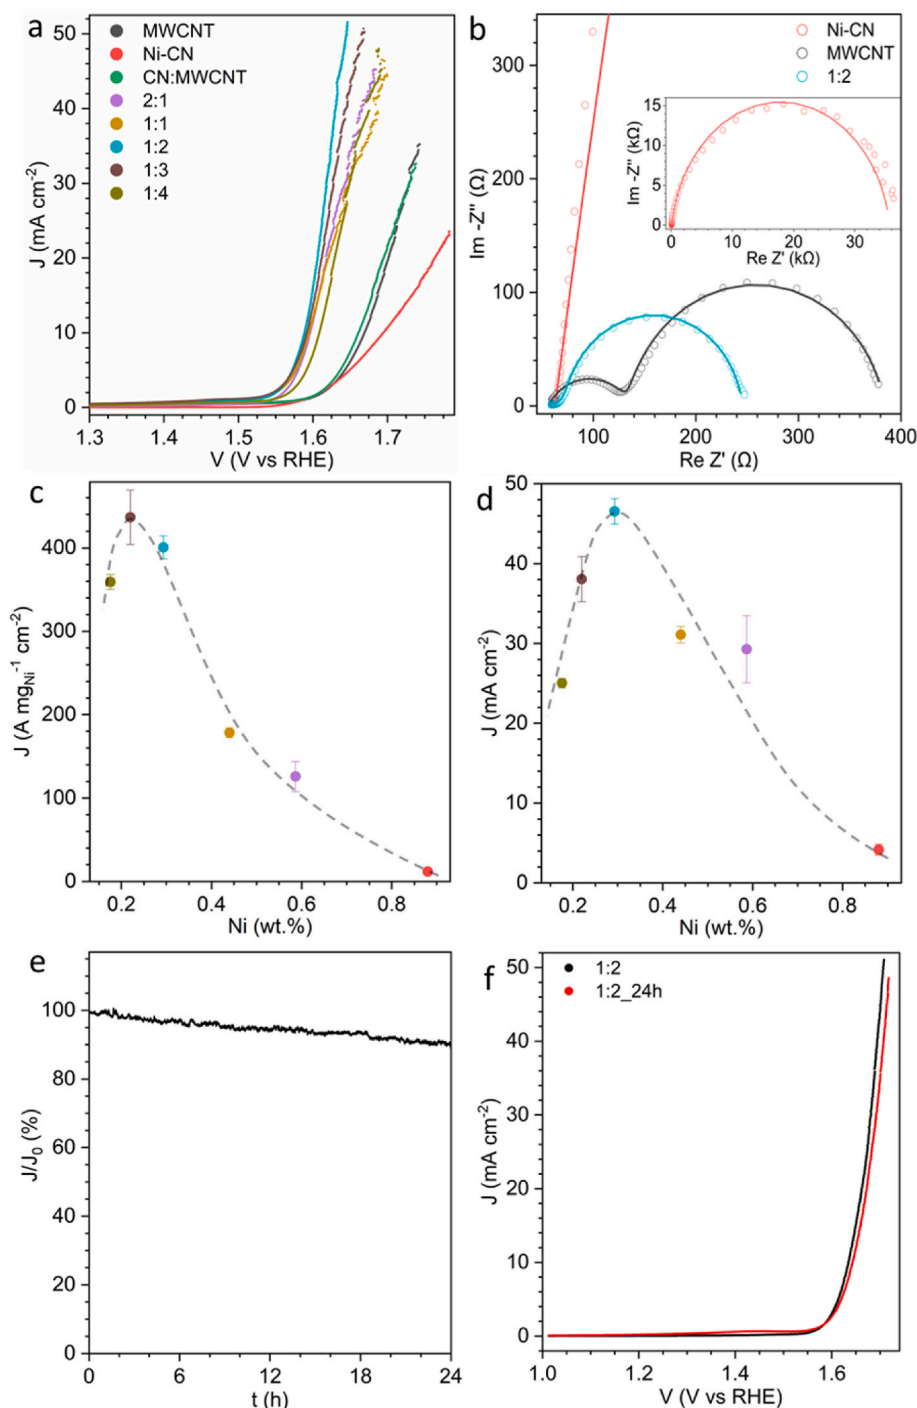 a
50
40
30
20
10
0
J (mA cm-2)
MWCNT
Ni-CN
CN:MWCNT
2:1
1:1
1:2
1:3
1:4
1.3 1.4 1.5 1.6 1.7
V (V vs RHE)
b
300
200
100
0
Im -Z'' (Ω)
Ni-CN
MWCNT
1:2
15
10
5
0
Im -Z'' (kΩ)
0 10 20 30
Re Z' (kΩ)
100 200 300 400
Re Z' (Ω)
c
400
300
200
100
0
J (A mgNi-1 cm-2)
0.2 0.4 0.6 0.8
Ni (wt.%)
d
50
40
30
20
10
0
J (mA cm-2)
0.2 0.4 0.6 0.8
Ni (wt.%)
e
100
80
60
40
20
0
J/J0 (%)
0 6 12 18 24
t (h)
f
50
40
30
20
10
0
J (mA cm-2)
1:2
1:2_24h
1.0 1.2 1.4 1.6
V (V vs RHE)